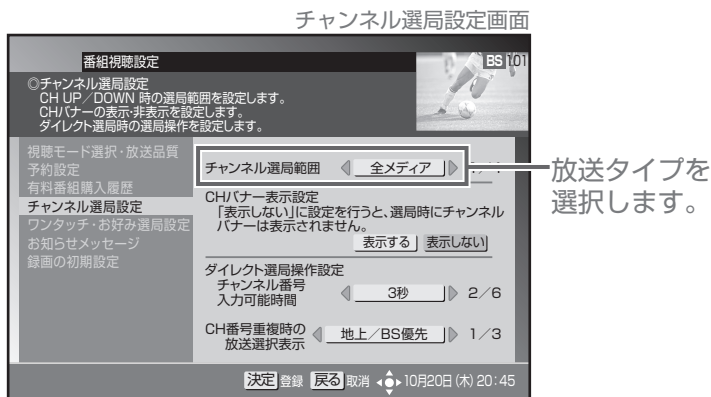 チャンネル選局設定画面
番組視聴設定
BS 101
◎チャンネル選局設定
CH UP/DOWN 時の選局範囲を設定します。
CHバナーの表示・非表示を設定します。
ダイレクト選局時の選局操作を設定します。
視聴モード選択・放送品質
予約設定
有料番組購入履歴
チャンネル選局設定
ワンタッチ・お好み選局設定
お知らせメッセージ
録画の初期設定
チャンネル選局範囲 全メディア
放送タイプを
選択します。
CHバナー表示設定
「表示しない」に設定を行うと、選局時にチャンネル
バナーは表示されません。
表示する 表示しない
ダイレクト選局操作設定
チャンネル番号
入力可能時間 3秒 2/6
CH番号重複時の
放送選択表示 地上/BS優先 1/3
決定 登録 戻る 取消 10月20日(木) 20:45